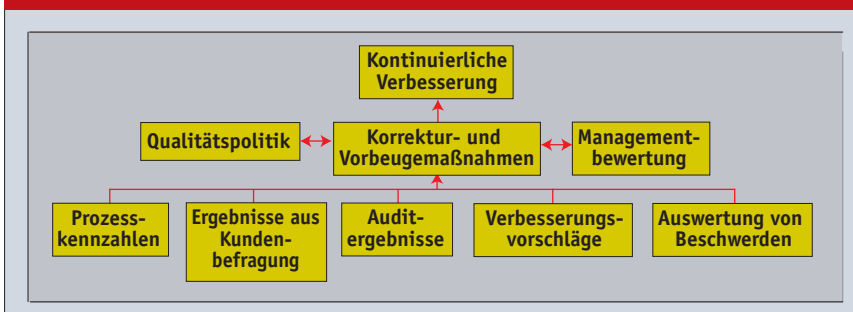 Kontinuierliche
Verbesserung
Qualitätspolitik
Korrektur- und
Vorbeugemaßnahmen
Management-
bewertung
Prozess-
kennzahlen
Ergebnisse aus
Kunden-
befragung
Audit-
ergebnisse
Verbesserungs-
vorschläge
Auswertung von
Beschwerden